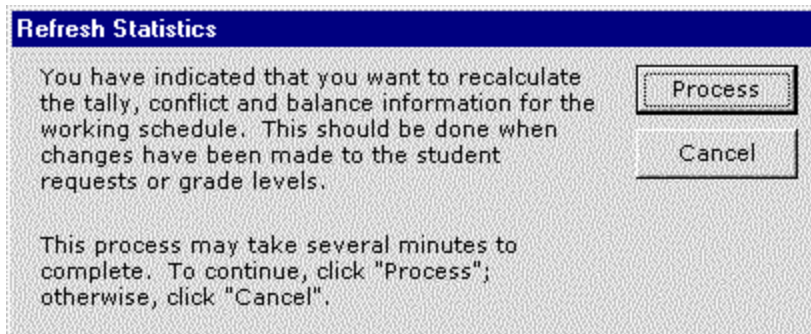 Refresh Statistics
You have indicated that you want to recalculate
the tally, conflict and balance information for the
working schedule. This should be done when
changes have been made to the student
requests or grade levels.
This process may take several minutes to
complete. To continue, click "Process";
otherwise, click "Cancel".
Process
Cancel